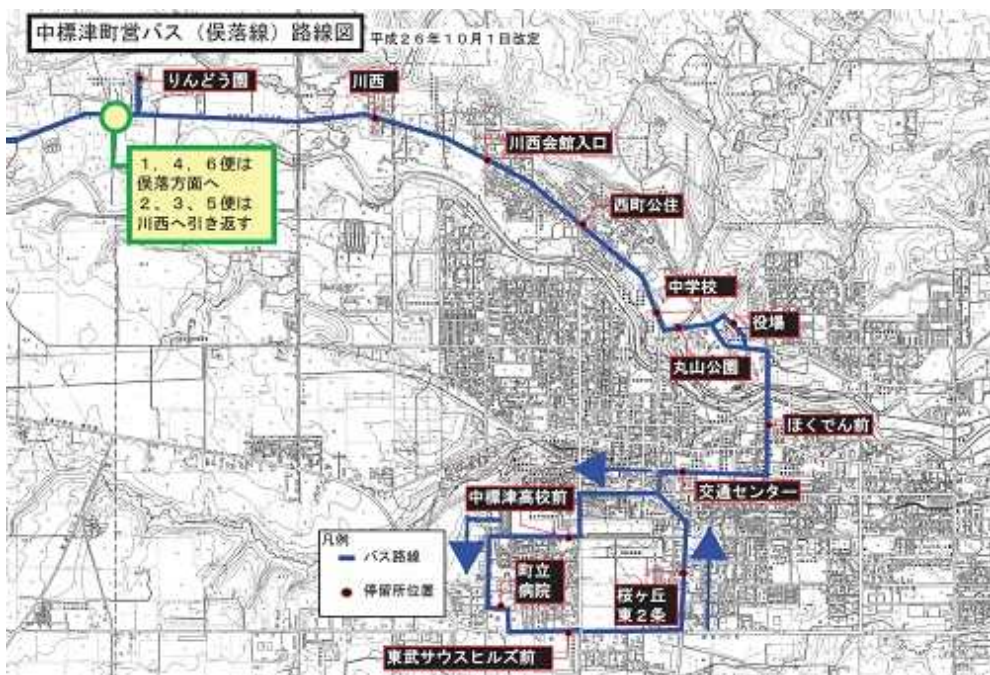 中標津町営バス（俣落線）路線図
平成２６年１０月１日改定
りんどう園
川西
川西会館入口
１，４，６便は
俣落方面へ
２、３、５便は
川西へ引き返す
西町公住
中学校
役場
丸山公園
ほくでん前
交通センター
中標津高校前
凡例
バス路線
停留所位置
町立
病院
桜ヶ丘
東２条
東武サウスヒルズ前